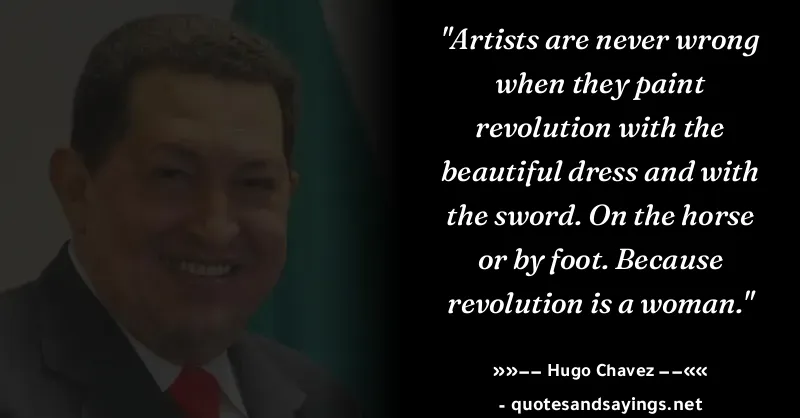 "Artists are never wrong
when they paint
revolution with the
beautiful dress and with
the sword. On the horse
or by foot. Because
revolution is a woman."
»»−− Hugo Chavez −−««
- quotesandsayings.net